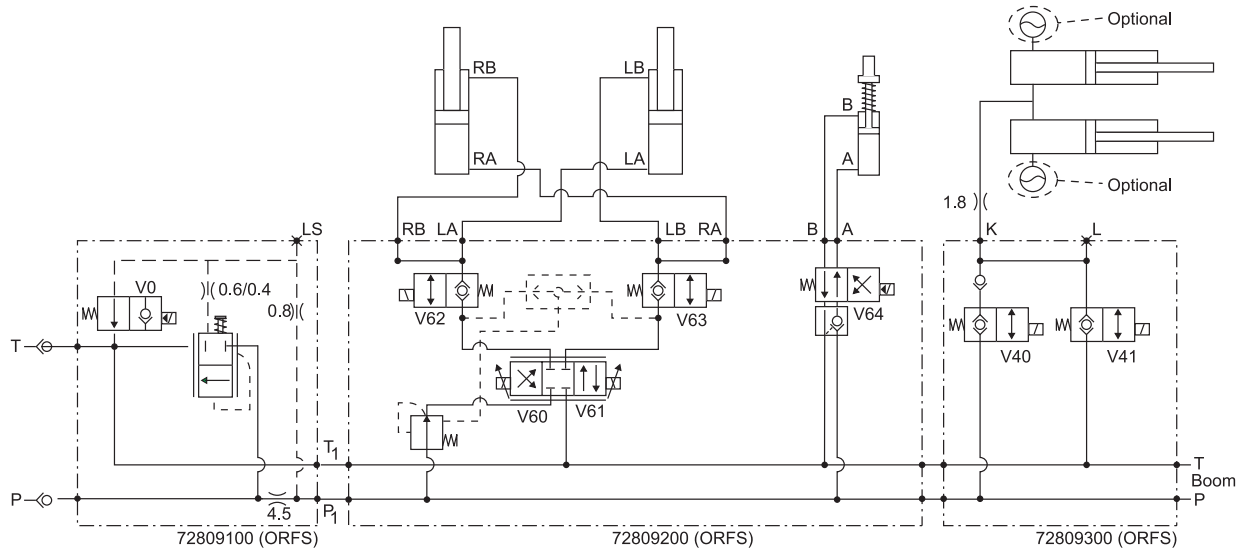 Optional
RB
LB
B
RA
LA
A
Optional
1.8
LS
RB
LA
LB
RA
B
A
K
L
V0
0.6/0.4
0.8
V62
V63
V64
T
V40
V41
V60
V61
T1
T
Boom
P
P
4.5
P1
72809100 (ORFS)
72809200 (ORFS)
72809300 (ORFS)